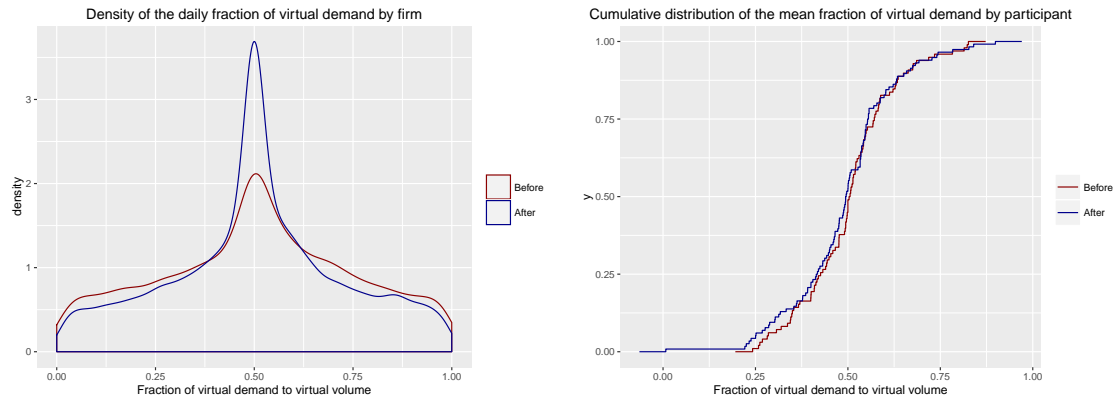 Density of the daily fraction of virtual demand by firm
density
3
2
1
0
0.00 0.25 0.50 0.75 1.00
Fraction of virtual demand to virtual volume
Before
After
Cumulative distribution of the mean fraction of virtual demand by participant
y
1.00
0.75
0.50
0.25
0.00
0.00 0.25 0.50 0.75 1.00
Fraction of virtual demand to virtual volume
Before
After